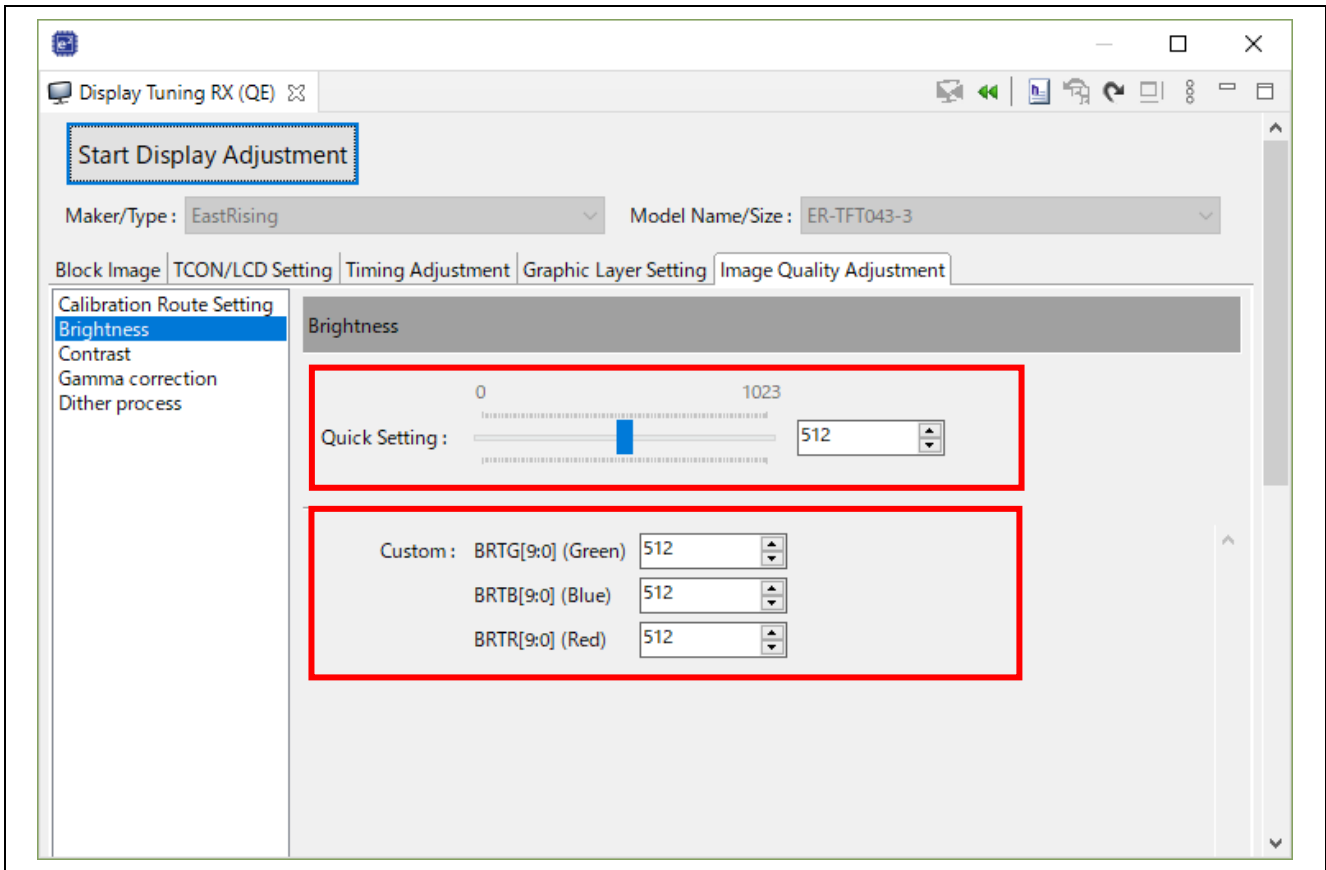 Display Tuning RX (QE)
Start Display Adjustment
Maker/Type : EastRising Model Name/Size : ER-TFT043-3
Block Image TCON/LCD Setting Timing Adjustment Graphic Layer Setting Image Quality Adjustment
Calibration Route Setting
Brightness
Contrast
Gamma correction
Dither process
Brightness
0 1023
Quick Setting : 512
Custom : BRTG[9:0] (Green) 512
BRTB[9:0] (Blue) 512
BRTR[9:0] (Red) 512